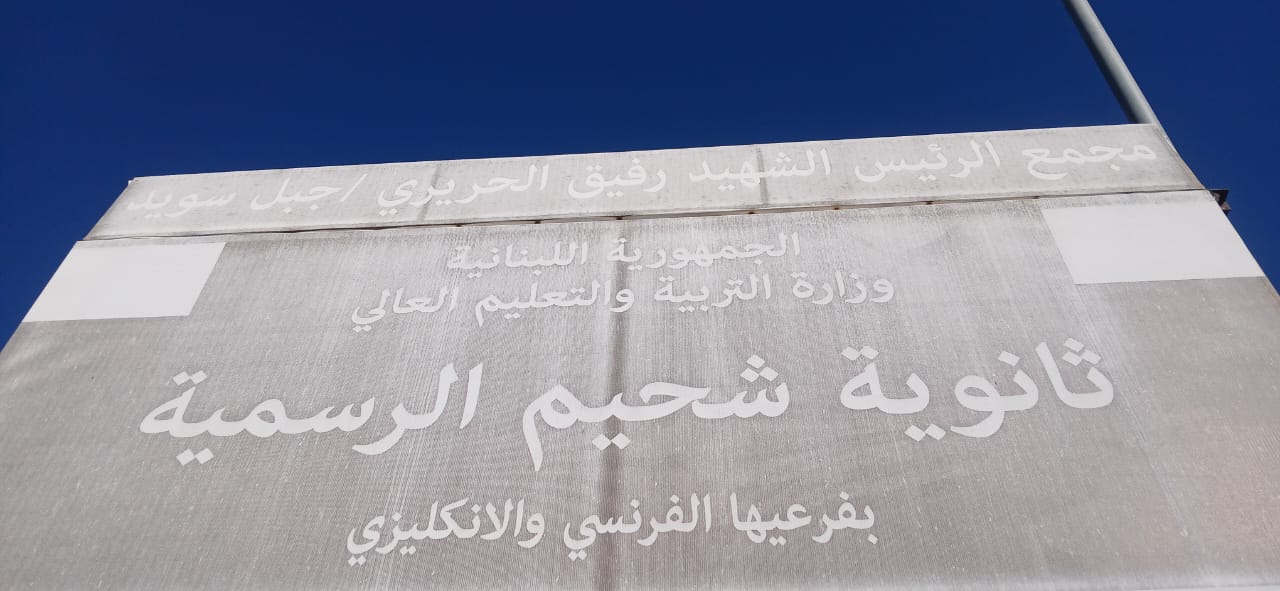 مجمع الرئيس الشهيد رفيق الحريري /جبل سويد
الجمهورية اللبنانية
وزارة التربية والتعليم العالي
ثانوية شحيم الرسمية
بفرعيها الفرنسي والانكليزي